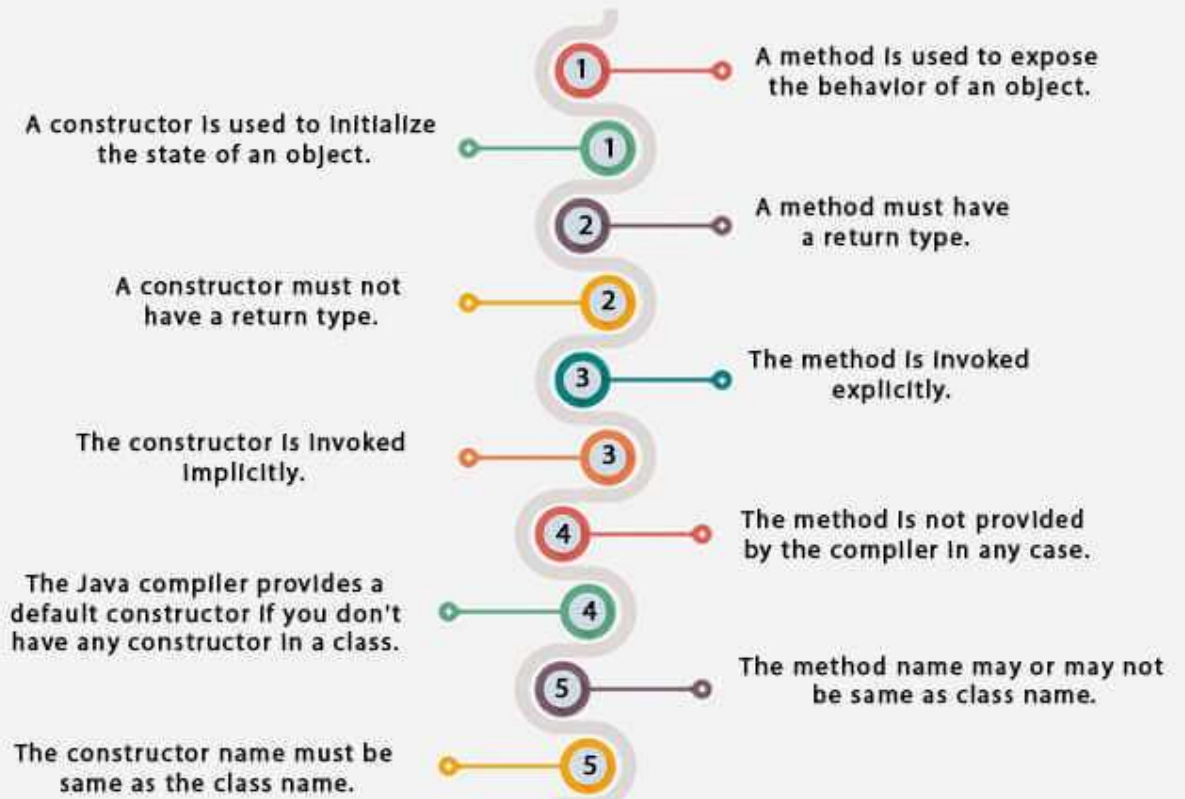 1
A method is used to expose
the behavior of an object.
A constructor is used to initialize
the state of an object.
1
2
A method must have
a return type.
A constructor must not
have a return type.
2
3
The method is invoked
explicitly.
The constructor is invoked
implicitly.
3
4
The method is not provided
by the compiler in any case.
The Java compiler provides a
default constructor if you don't
have any constructor in a class.
4
5
The method name may or may not
be same as class name.
The constructor name must be
same as the class name.
5